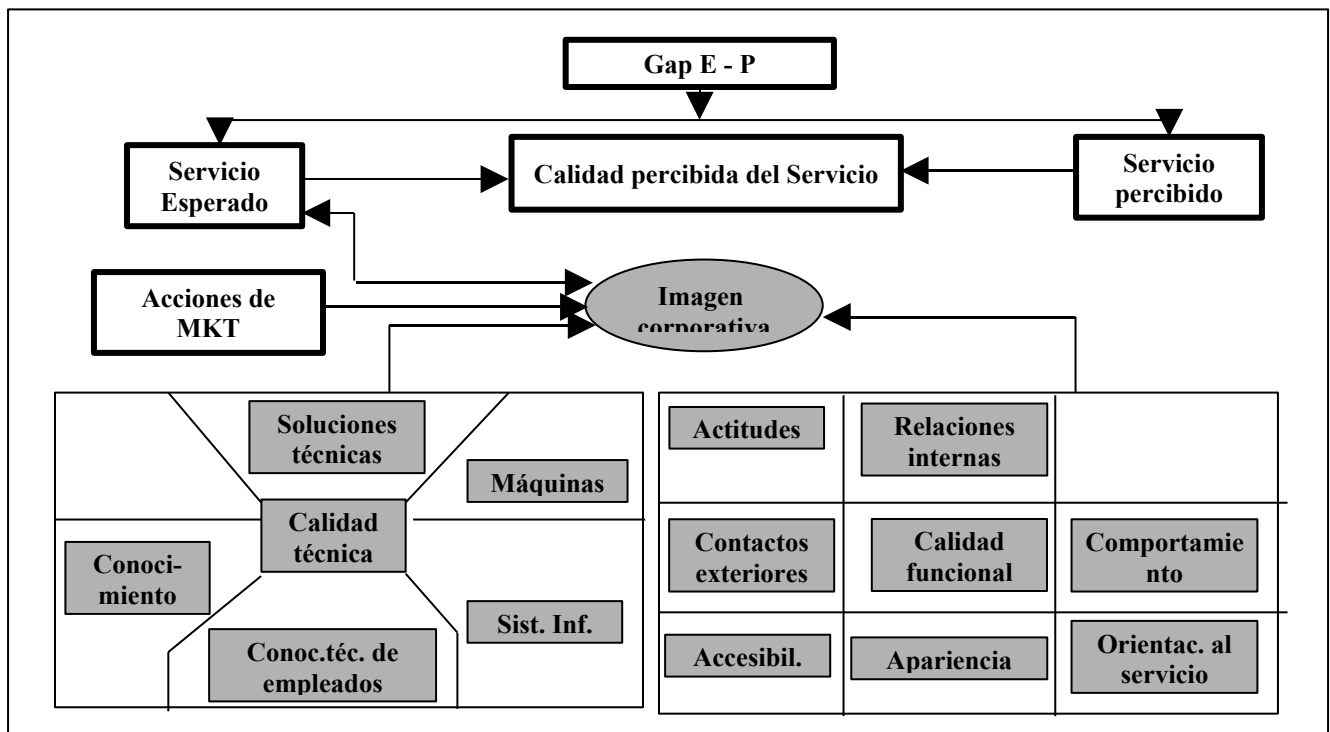 Gap E - P
Servicio
Esperado
Calidad percibida del Servicio
Servicio
percibido
Acciones de
MKT
Imagen
corporativa
Soluciones
técnicas
Máquinas
Calidad
técnica
Conoci-
miento
Sist. Inf.
Conoc.téc. de
empleados
Actitudes
Relaciones
internas
Contactos
exteriores
Calidad
funcional
Comportamie
nto
Accesibil.
Apariencia
Orientac. al
servicio